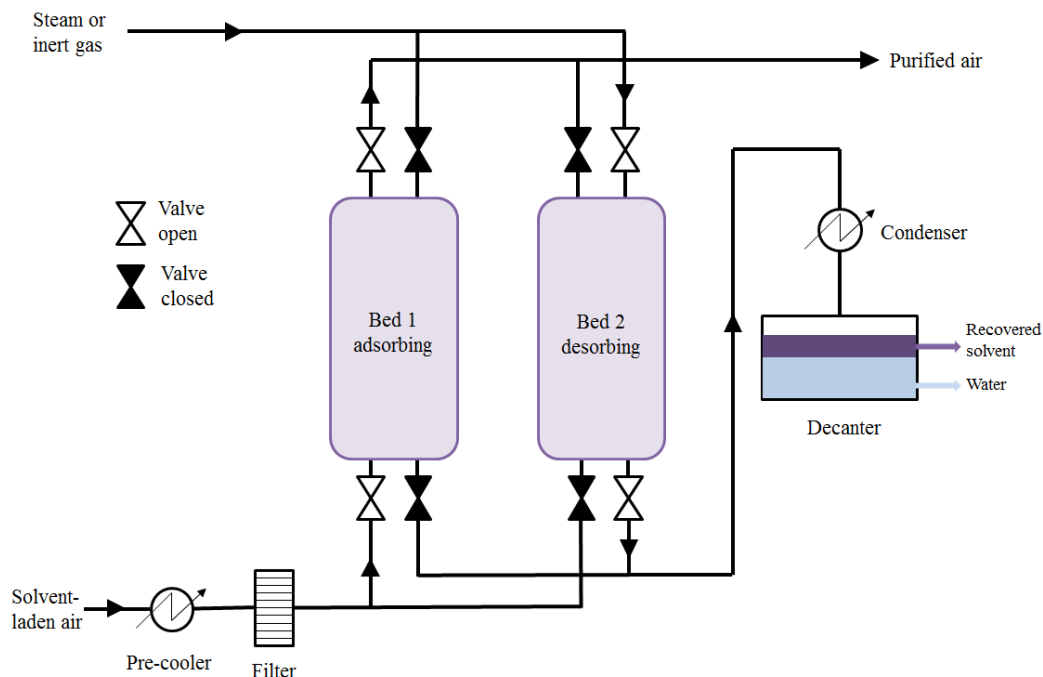 Steam or
inert gas
Purified air
Valve
open
Valve
closed
Bed 1
adsorbing
Bed 2
desorbing
Condenser
Recovered
solvent
Water
Decanter
Solvent-
laden air
Pre-cooler
Filter